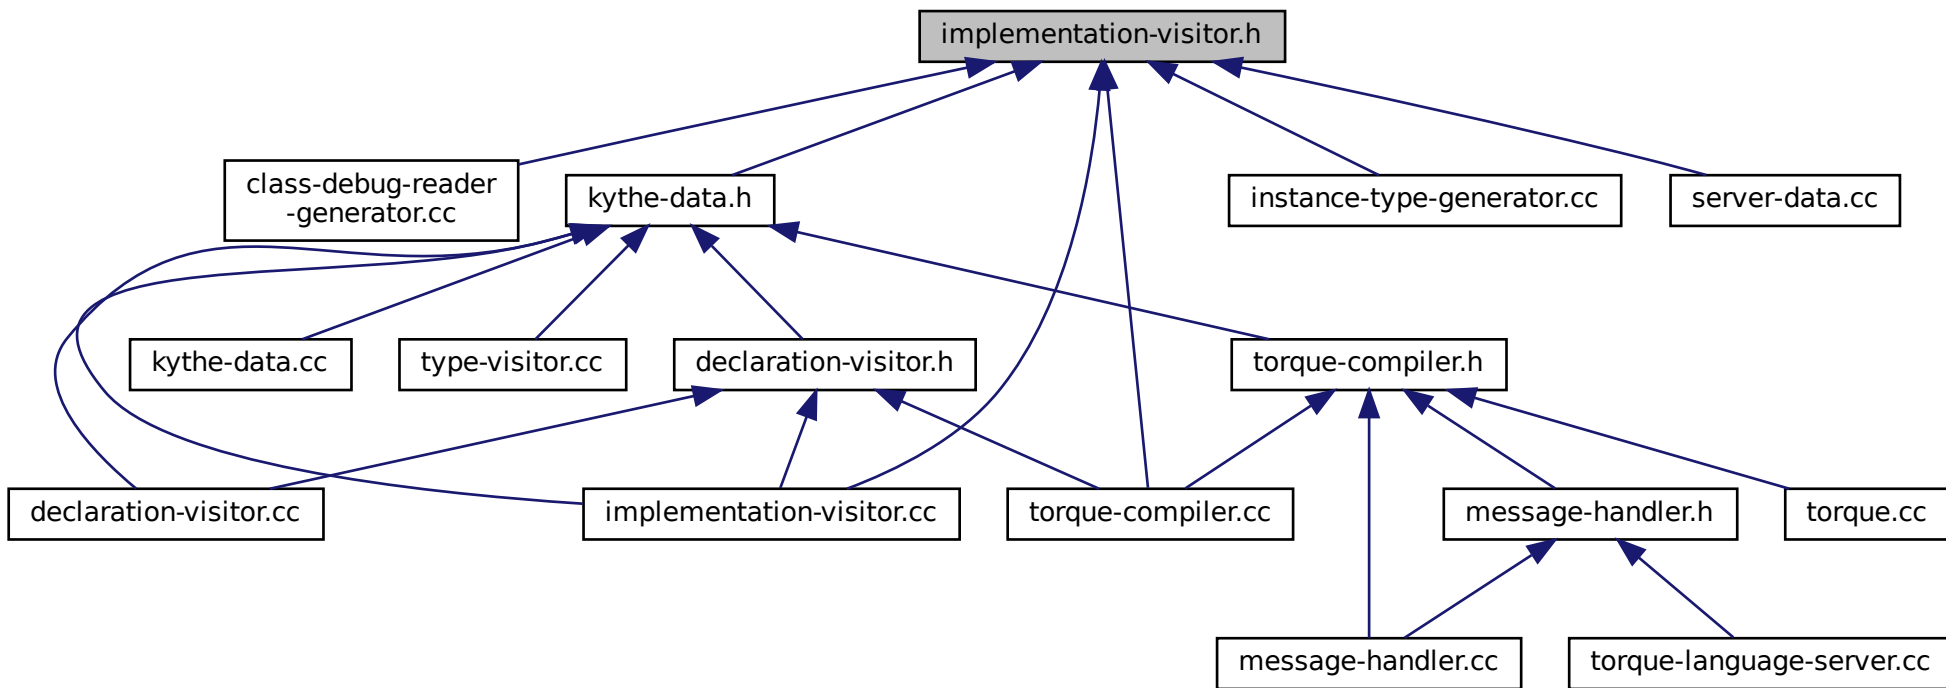 implementation-visitor.h
class-debug-reader
-generator.cc
kythe-data.h
instance-type-generator.cc
server-data.cc
kythe-data.cc
type-visitor.cc
declaration-visitor.h
torque-compiler.h
declaration-visitor.cc
implementation-visitor.cc
torque-compiler.cc
message-handler.h
torque.cc
message-handler.cc
torque-language-server.cc